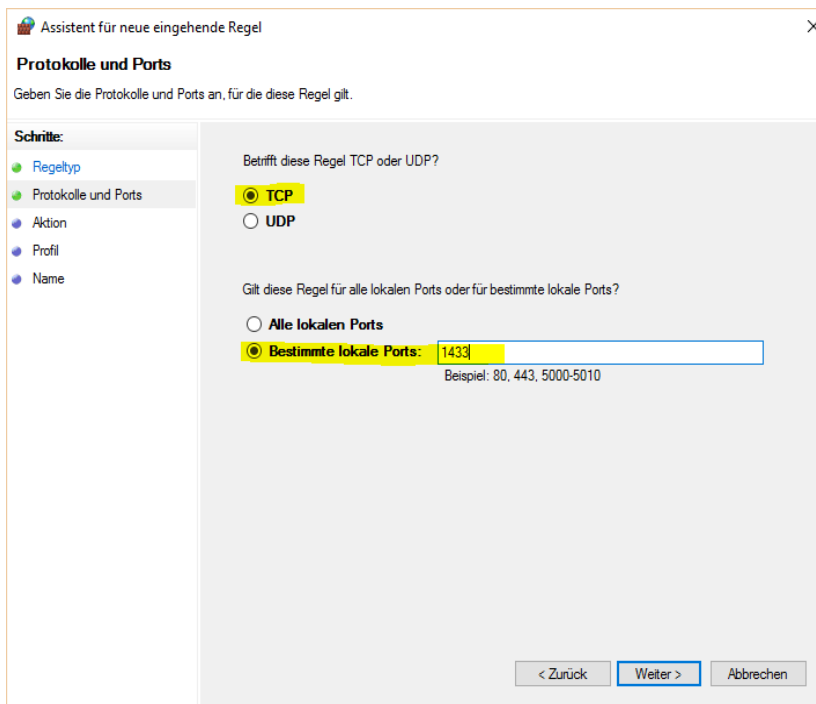 Assistent für neue eingehende Regel
Protokolle und Ports
Geben Sie die Protokolle und Ports an, für die diese Regel gilt.
Schritte:
Regeltyp
Protokolle und Ports
Aktion
Profil
Name
Betrifft diese Regel TCP oder UDP?
TCP
UDP
Gilt diese Regel für alle lokalen Ports oder für bestimmte lokale Ports?
Alle lokalen Ports
Bestimmte lokale Ports: 1433
Beispiel: 80, 443, 5000-5010
< Zurück Weiter > Abbrechen